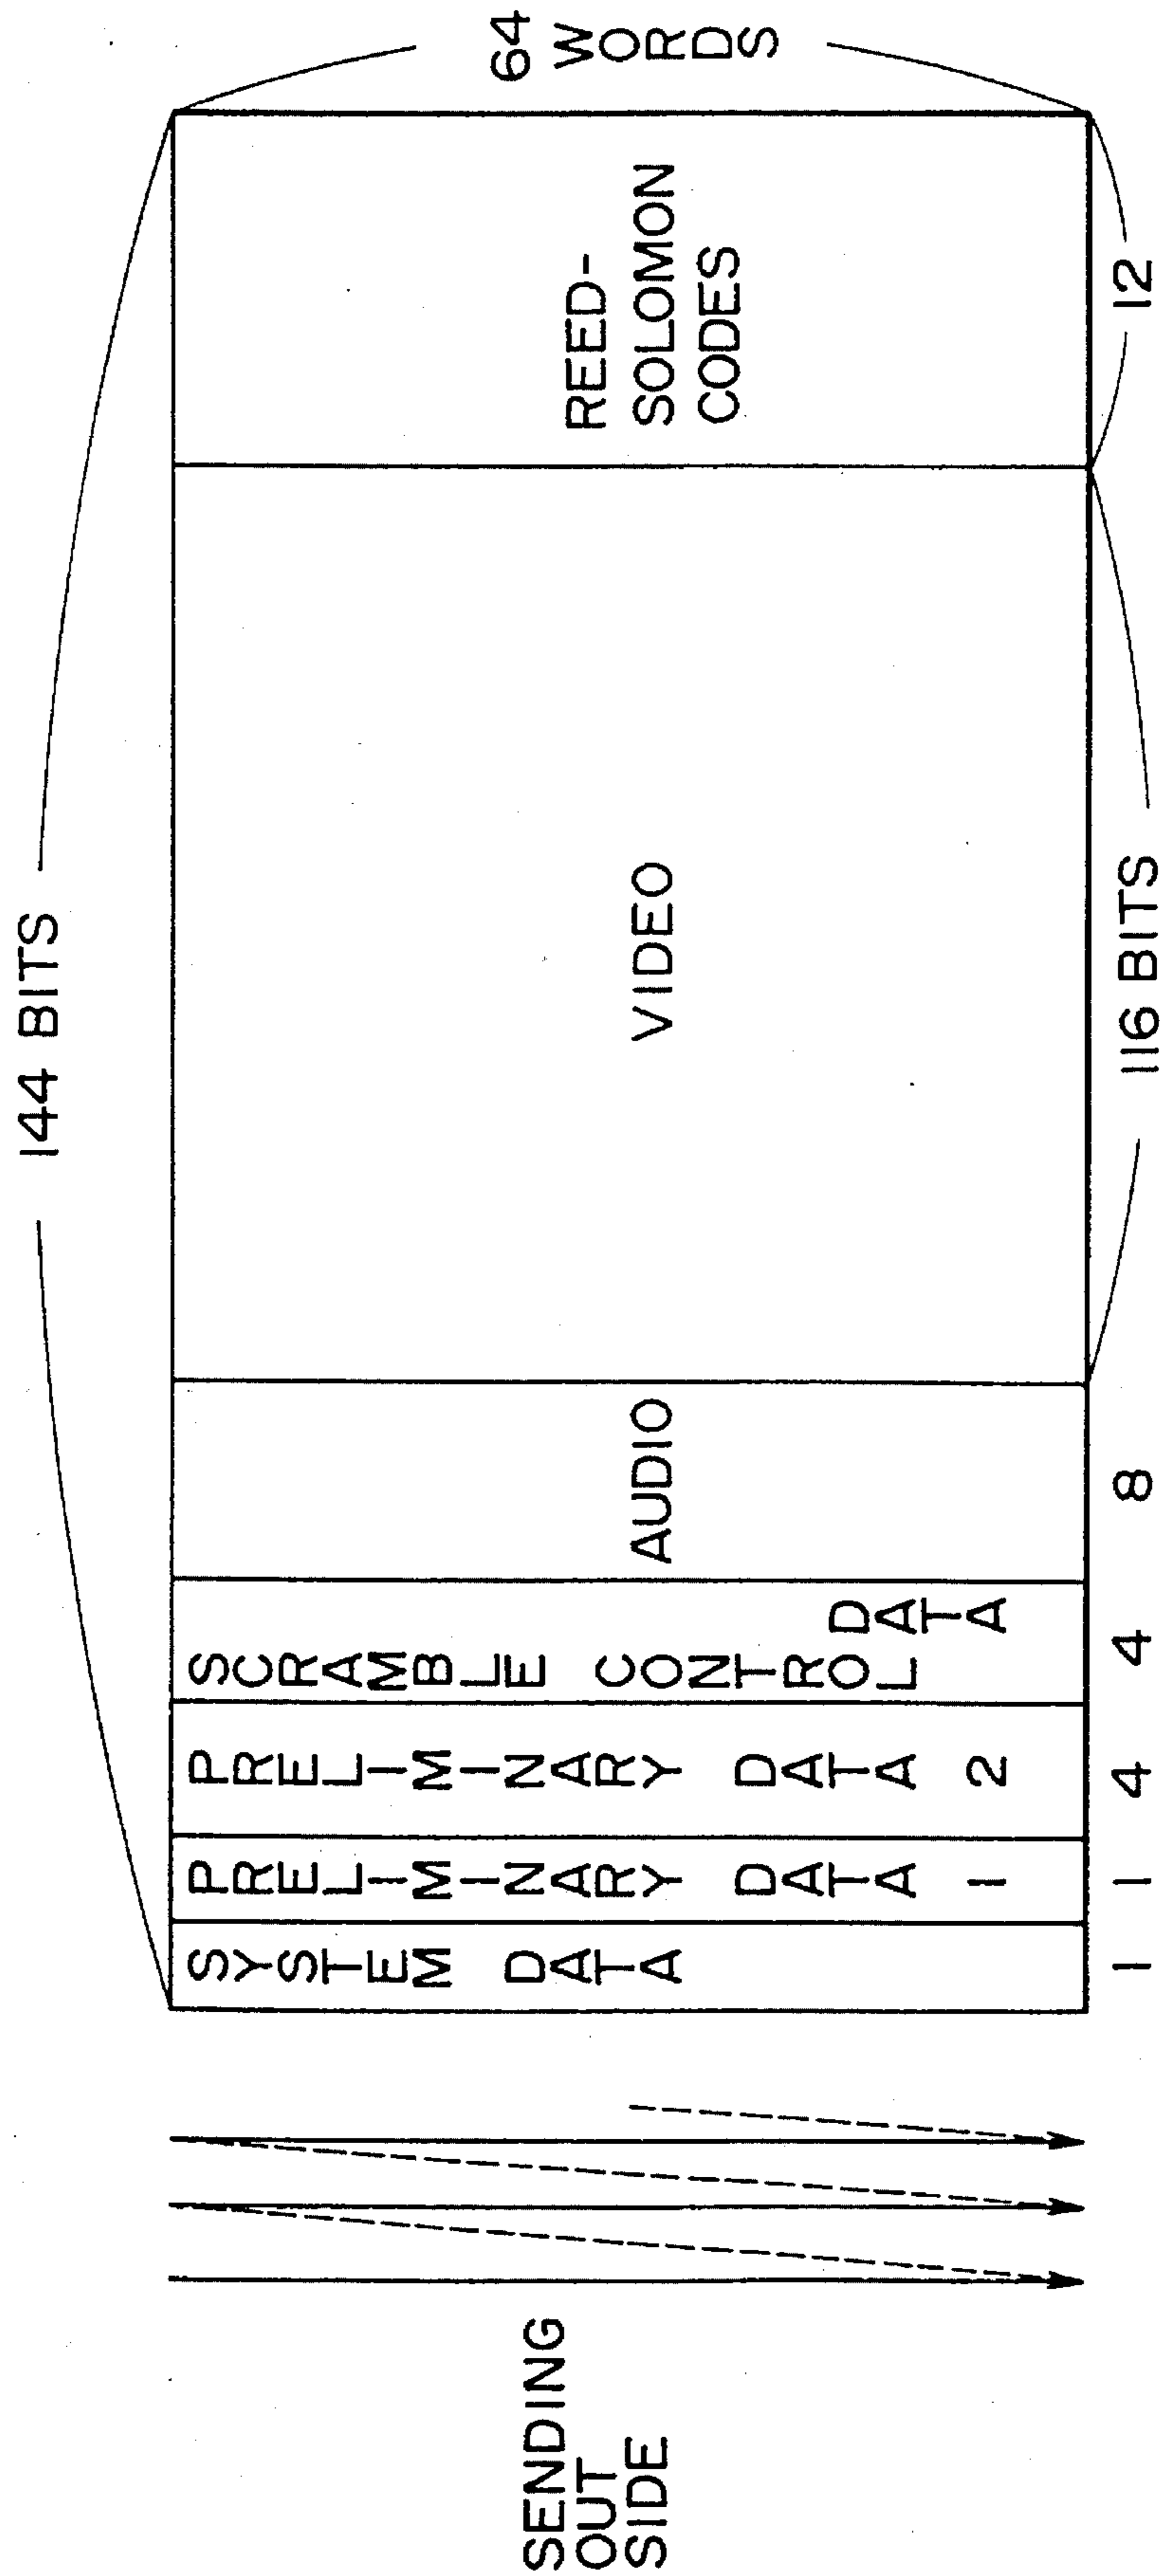 144 BITS
64
WORDS
SYSTEM DATA
PRELIMINARY DATA 1
PRELIMINARY DATA 2
SCRAMBLE CONTROL
DATA
AUDIO
VIDEO
REED-
SOLOMON
CODES
1
1
4
4
8
116 BITS
12
SENDING
OUT
SIDE